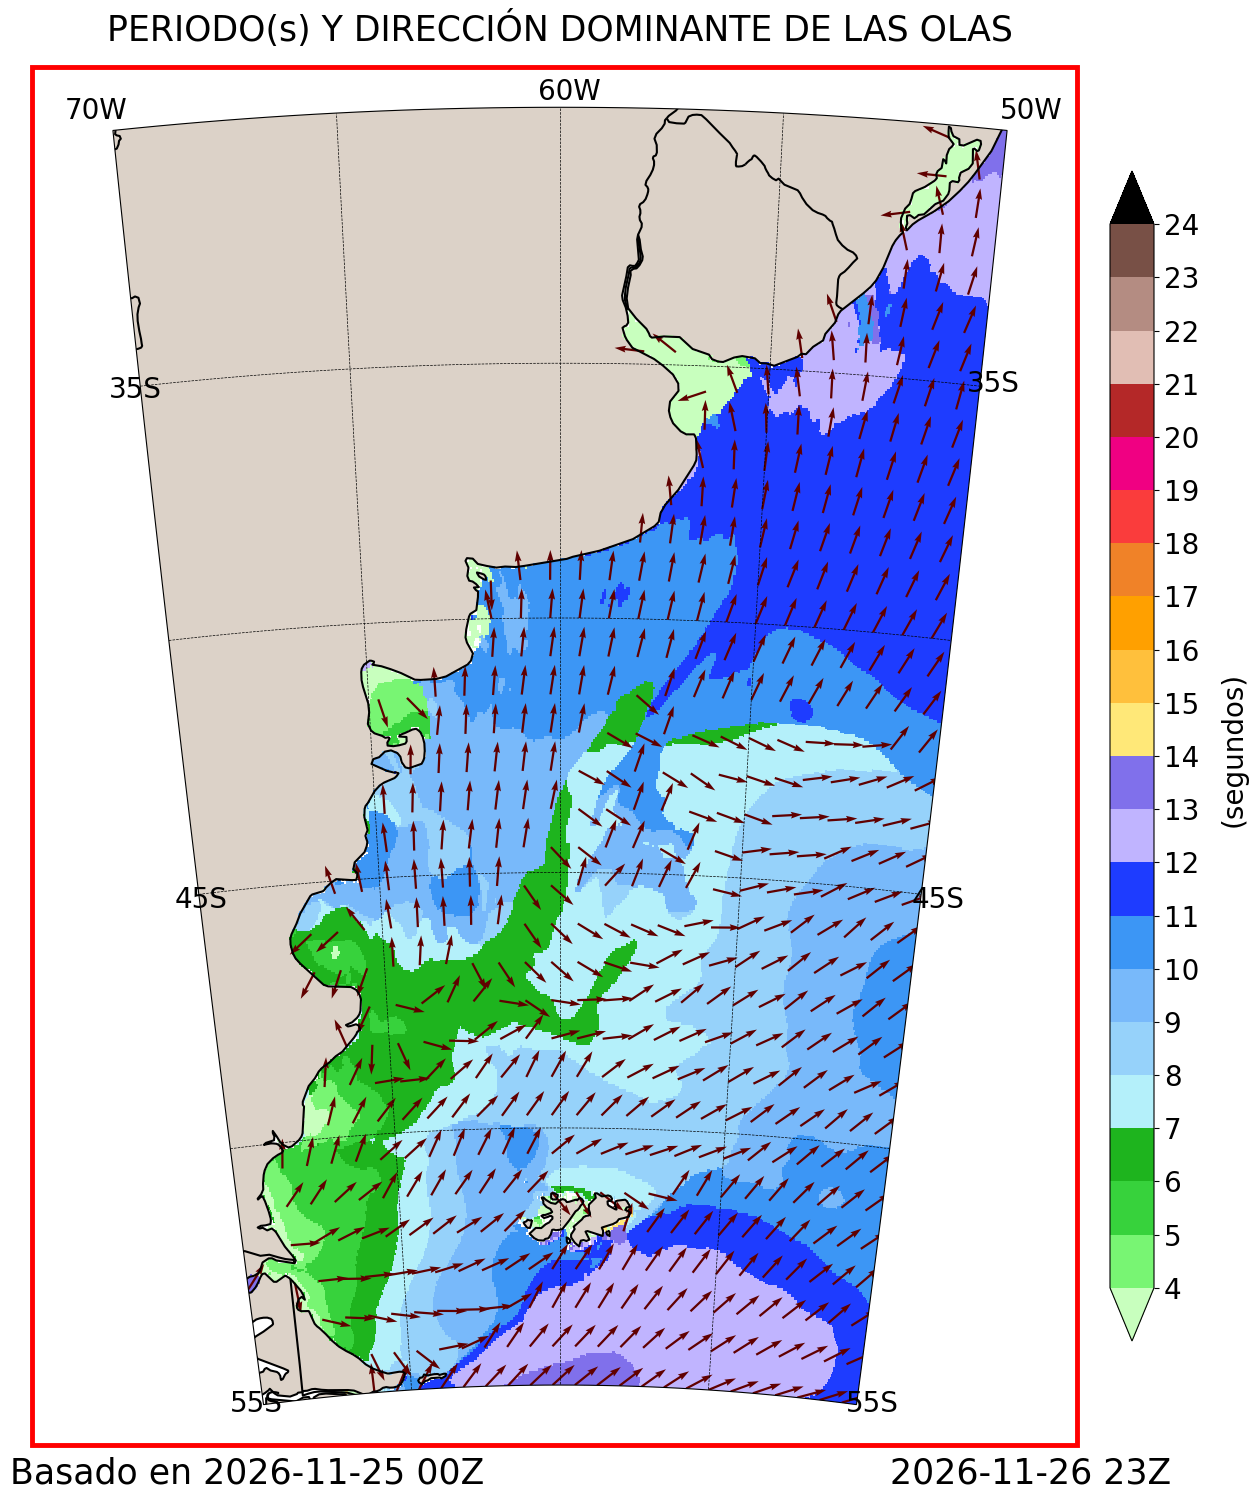 PERIODO(s) Y DIRECCIÓN DOMINANTE DE LAS OLAS
70W
60W
50W
35S
35S
45S
45S
55S
55S
24
23
22
21
20
19
18
17
16
15
14
13
12
11
10
9
8
7
6
5
4
(segundos)
Basado en 2026-11-25 00Z
2026-11-26 23Z